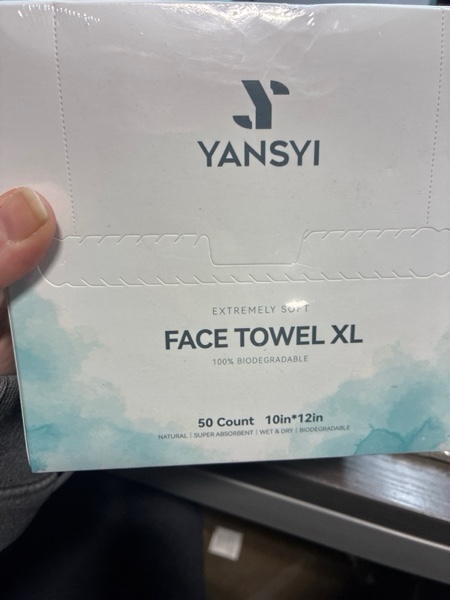 YANSYI
EXTREMELY SOFT
FACE TOWEL XL
100% BIODEGRADABLE
50 Count 10in*12in
NATURAL | SUPER ABSORBENT | WET & DRY | BIODEGRADABLE